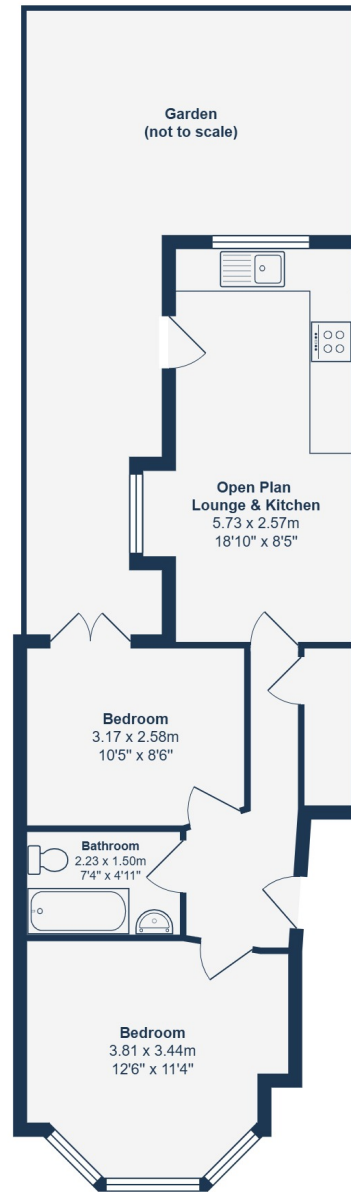 Garden
(not to scale)
Open Plan
Lounge & Kitchen
5.73 x 2.57m
18'10" x 8'5"
Bedroom
3.17 x 2.58m
10'5" x 8'6"
Bathroom
2.23 x 1.50m
7'4" x 4'11"
Bedroom
3.81 x 3.44m
12'6" x 11'4"